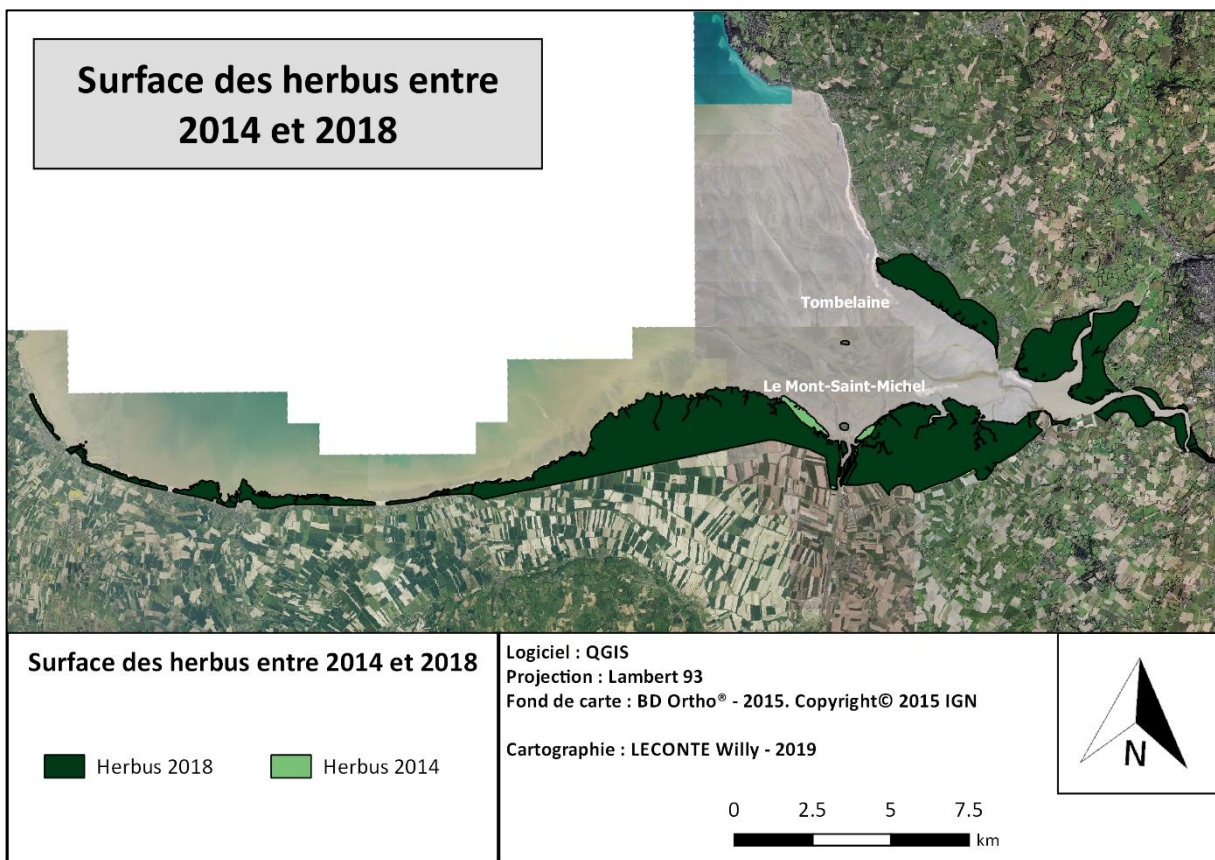 Surface des herbus entre
2014 et 2018
Tombelaine
Le Mont-Saint-Michel
Surface des herbus entre 2014 et 2018
Herbus 2018
Herbus 2014
Logiciel : QGIS
Projection : Lambert 93
Fond de carte : BD Ortho® - 2015. Copyright© 2015 IGN
Cartographie : LECONTE Willy - 2019
N
0 2.5 5 7.5
km